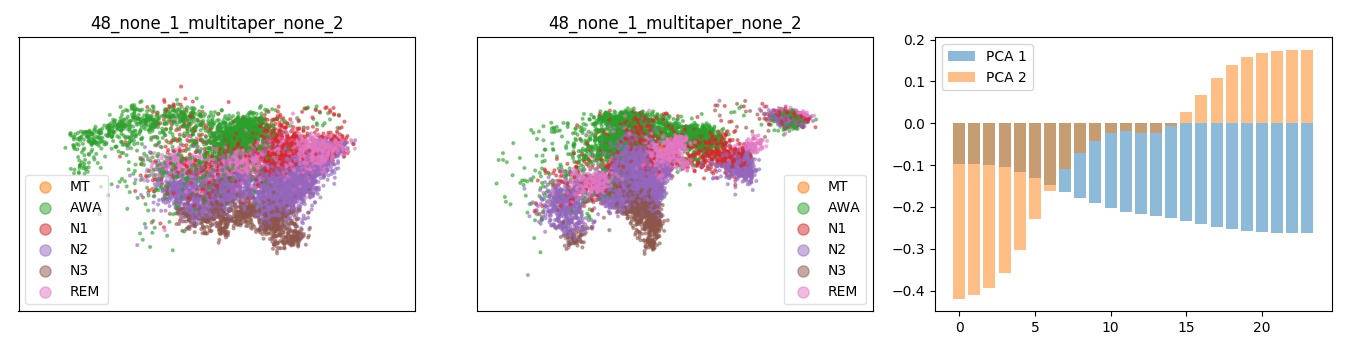 48_none_1_multitaper_none_2
MT
AWA
N1
N2
N3
REM
48_none_1_multitaper_none_2
MT
AWA
N1
N2
N3
REM
PCA 1
PCA 2
0.2
0.1
0.0
−0.1
−0.2
−0.3
−0.4
0 5 10 15 20